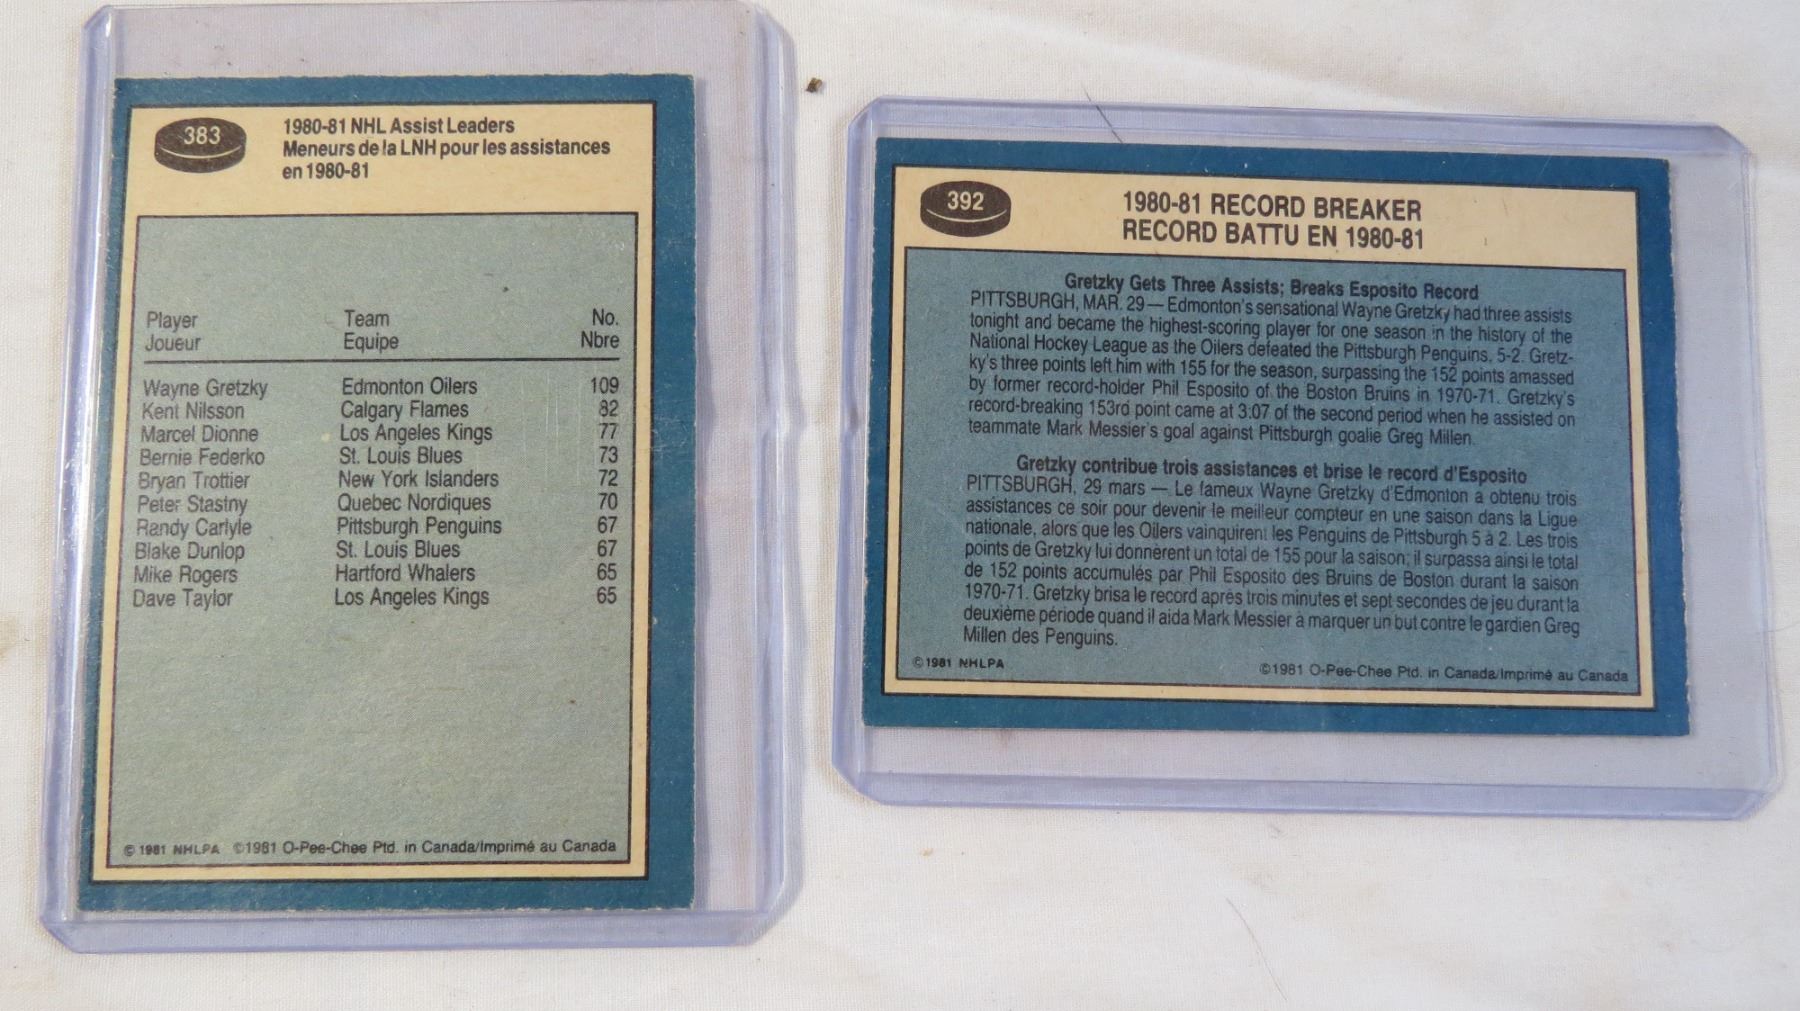 383
1980-81 NHL Assist Leaders
Meneurs de la LNH pour les assistances
en 1980-81
Player Team No.
Joueur Equipe Nbre
Wayne Gretzky Edmonton Oilers 109
Kent Nilsson Calgary Flames 82
Marcel Dionne Los Angeles Kings 77
Bernie Federko St. Louis Blues 73
Bryan Trottier New York Islanders 72
Peter Stastny Quebec Nordiques 70
Randy Carlyle Pittsburgh Penguins 67
Blake Dunlop St. Louis Blues 67
Mike Rogers Hartford Whalers 65
Dave Taylor Los Angeles Kings 65
© 1981 NHLPA ©1981 O-Pee-Chee Ptd. in Canada/Imprimé au Canada
392
1980-81 RECORD BREAKER
RECORD BATTU EN 1980-81
Gretzky Gets Three Assists; Breaks Esposito Record
PITTSBURGH, MAR. 29 — Edmonton's sensational Wayne Gretzky had three assists
tonight and became the highest-scoring player for one season in the history of the
National Hockey League as the Oilers defeated the Pittsburgh Penguins, 5-2. Gretz-
ky's three points left him with 155 for the season, surpassing the 152 points amassed
by former record-holder Phil Esposito of the Boston Bruins in 1970-71. Gretzky's
record-breaking 153rd point came at 3:07 of the second period when he assisted on
teammate Mark Messier's goal against Pittsburgh goalie Greg Millen.
Gretzky contribue trois assistances et brise le record d'Esposito
PITTSBURGH, 29 mars — Le fameux Wayne Gretzky d'Edmonton a obtenu trois
assistances ce soir pour devenir le meilleur compteur en une saison dans la Ligue
nationale, alors que les Oilers vainquirent les Penguins de Pittsburgh 5 à 2. Les trois
points de Gretzky lui donnèrent un total de 155 pour la saison; il surpassa ainsi le total
de 152 points accumulés par Phil Esposito des Bruins de Boston durant la saison
1970-71. Gretzky brisa le record après trois minutes et sept secondes de jeu durant la
deuxième période quand il aida Mark Messier à marquer un but contre le gardien Greg
Millen des Penguins.
©1981 NHLPA ©1981 O-Pee-Chee Ptd. in Canada/Imprimé au Canada